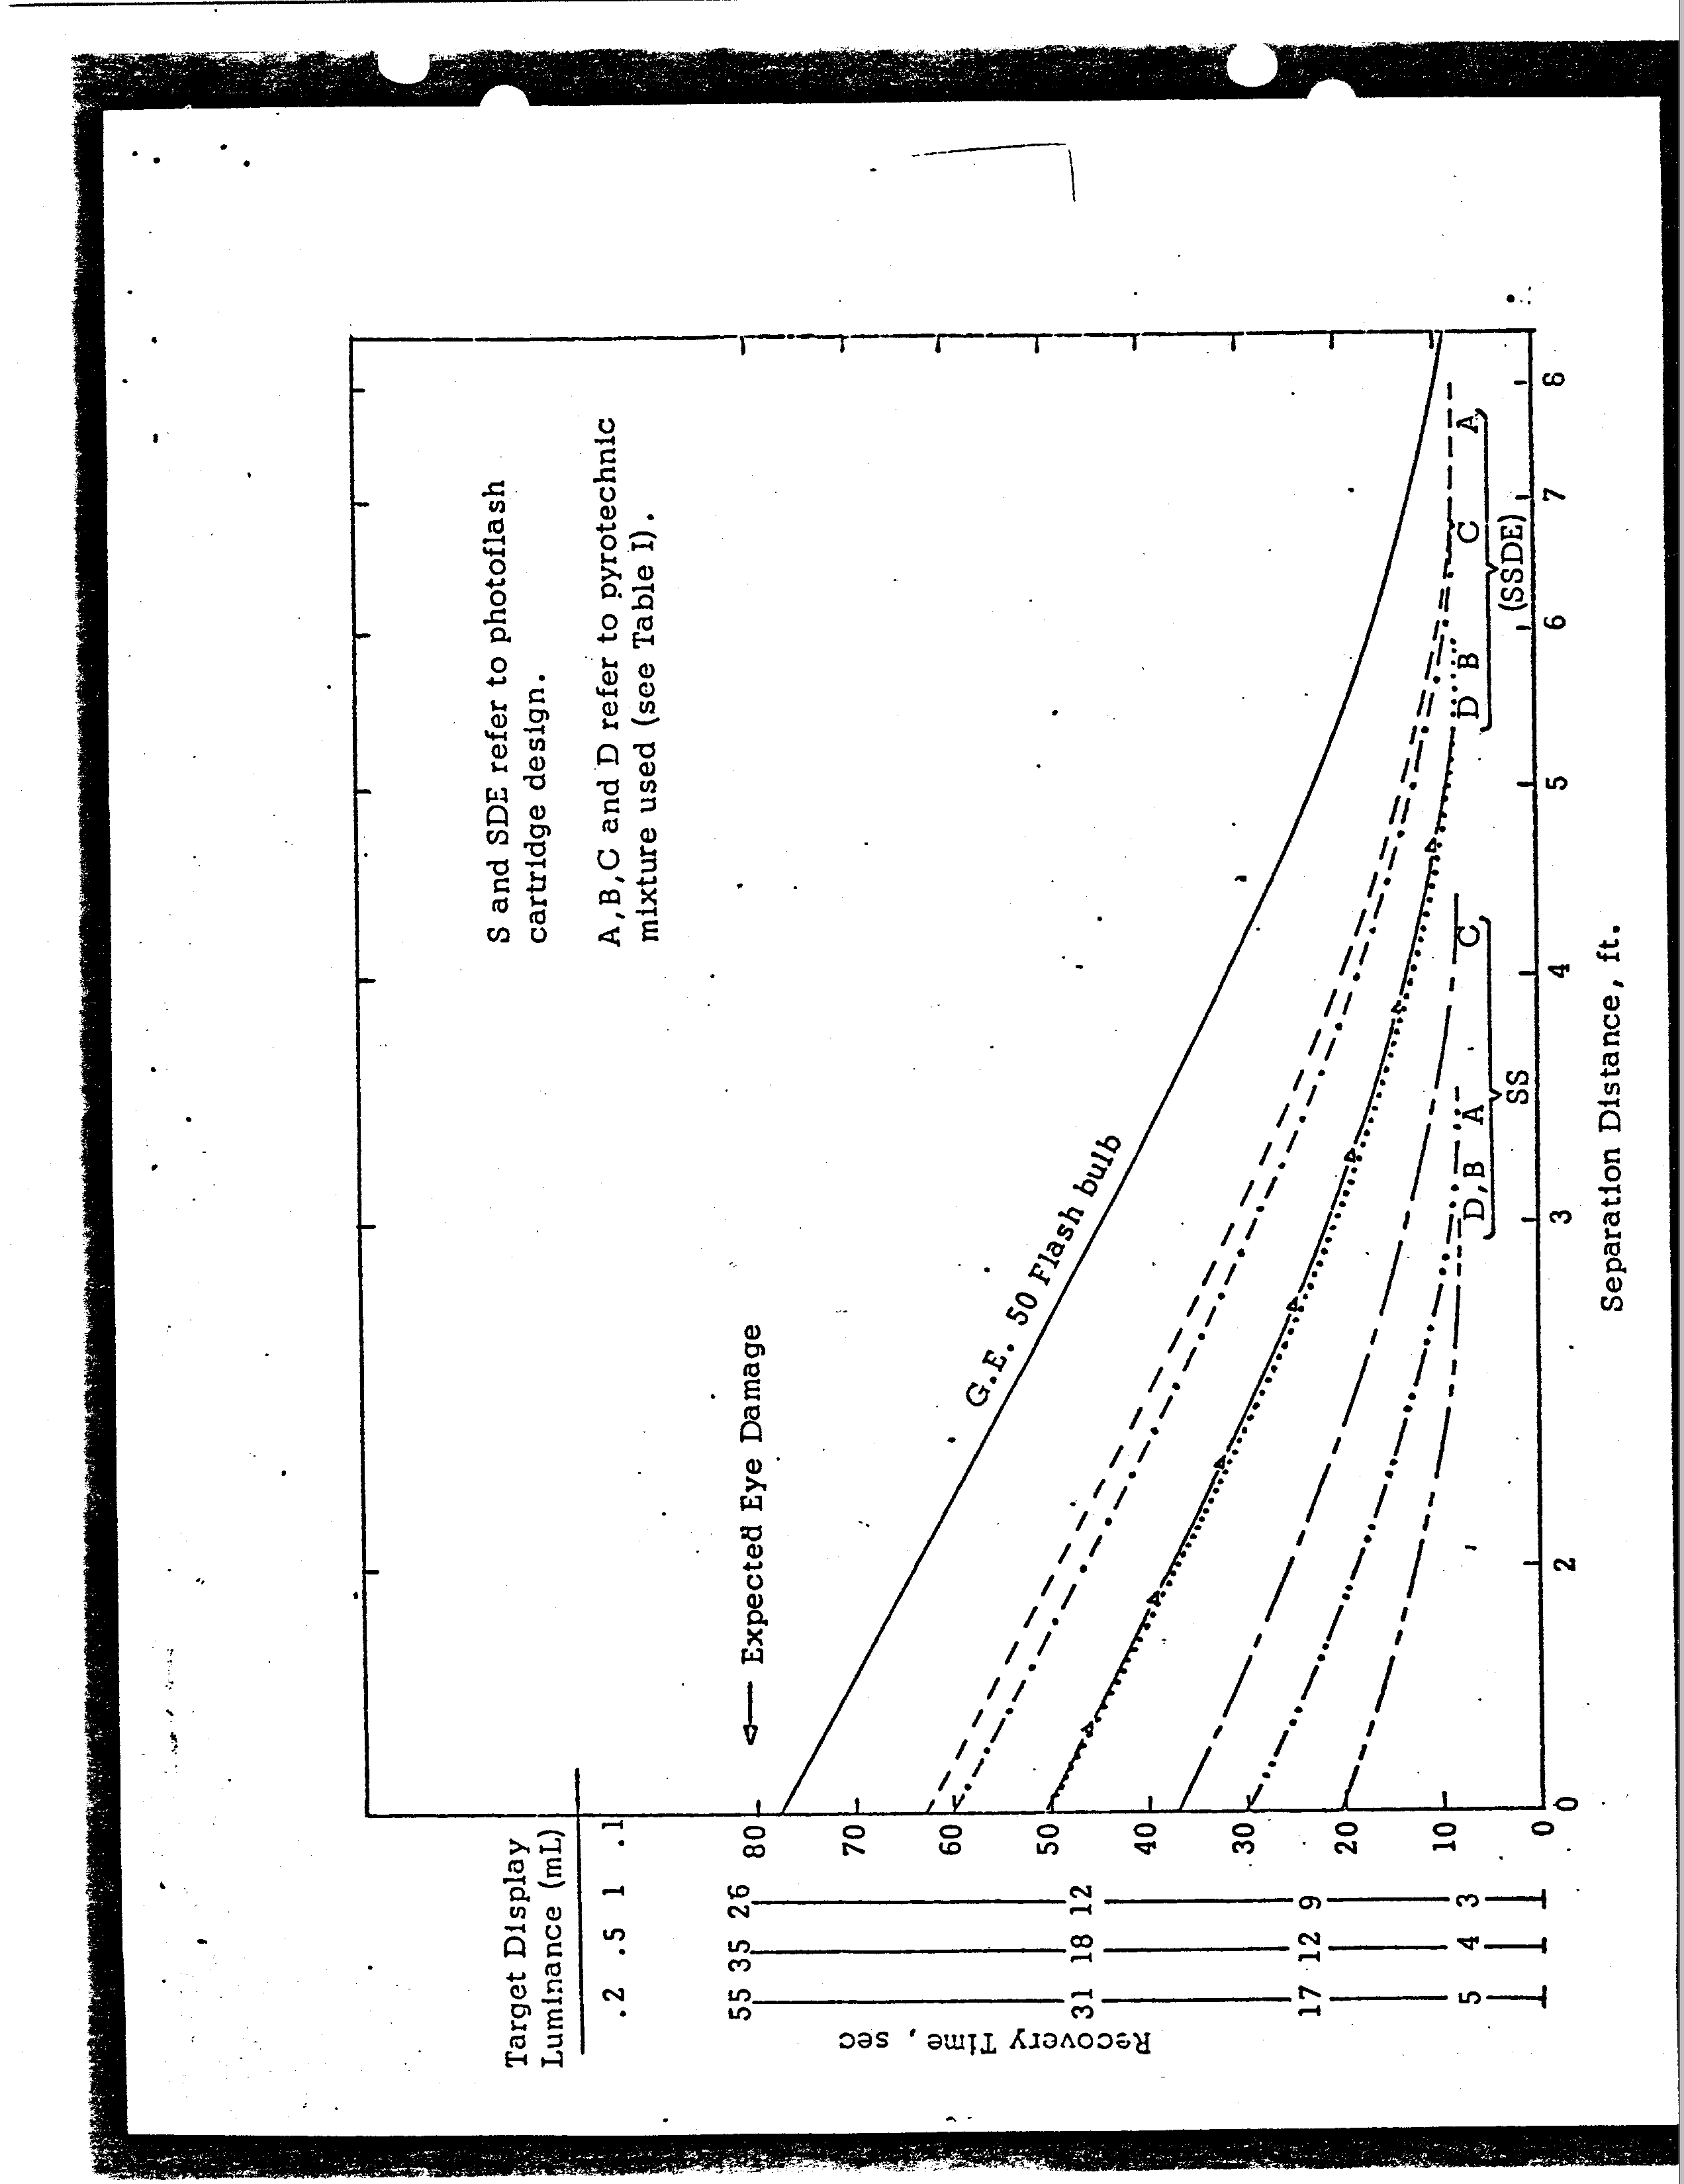 Target Display
Luminance (mL)
.2 .5 1 .1
55 35 26 80
70
60
31 18 12 50
40
17 12 9 30
20
5 4 3 10
0
Recovery Time, sec
S and SDE refer to photoflash
cartridge design.
A,B,C and D refer to pyrotechnic
mixture used (see Table I).
Expected Eye Damage
G.E. 50 Flash bulb
D,B A C
SS
D B C A
(SSDE)
0 2 3 4 5 6 7 8
Separation Distance, ft.